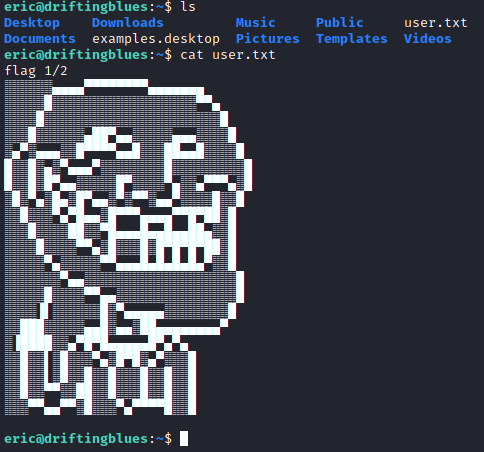 eric@driftingblues:~$ ls
Desktop Downloads Music Public user.txt
Documents examples.desktop Pictures Templates Videos
eric@driftingblues:~$ cat user.txt
flag 1/2
eric@driftingblues:~$